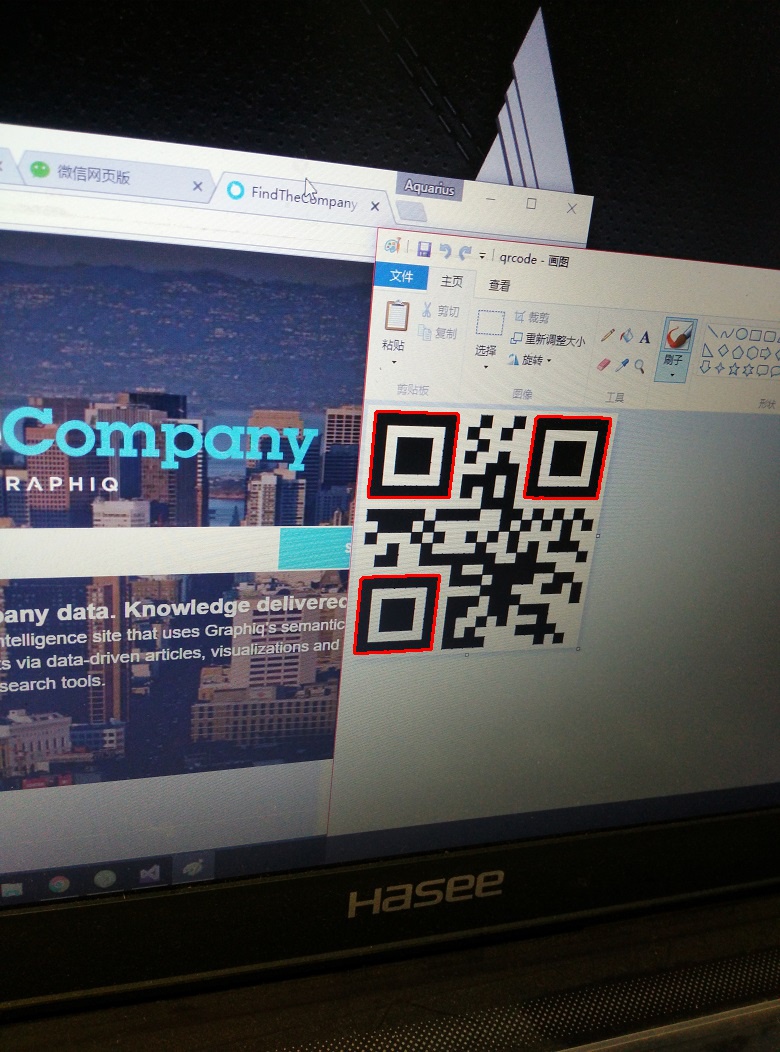 微信网页版
FindTheCompany
Aquarius
qrcode - 画图
文件
主页
查看
剪切
复制
粘贴
剪贴板
选择
裁剪
重新调整大小
旋转
图像
A
工具
刷子
形状
Company
RAPHIQ
S
pany data. Knowledge delivered
ntelligence site that uses Graphiq's semantic
s via data-driven articles, visualizations and
search tools.
Hasee